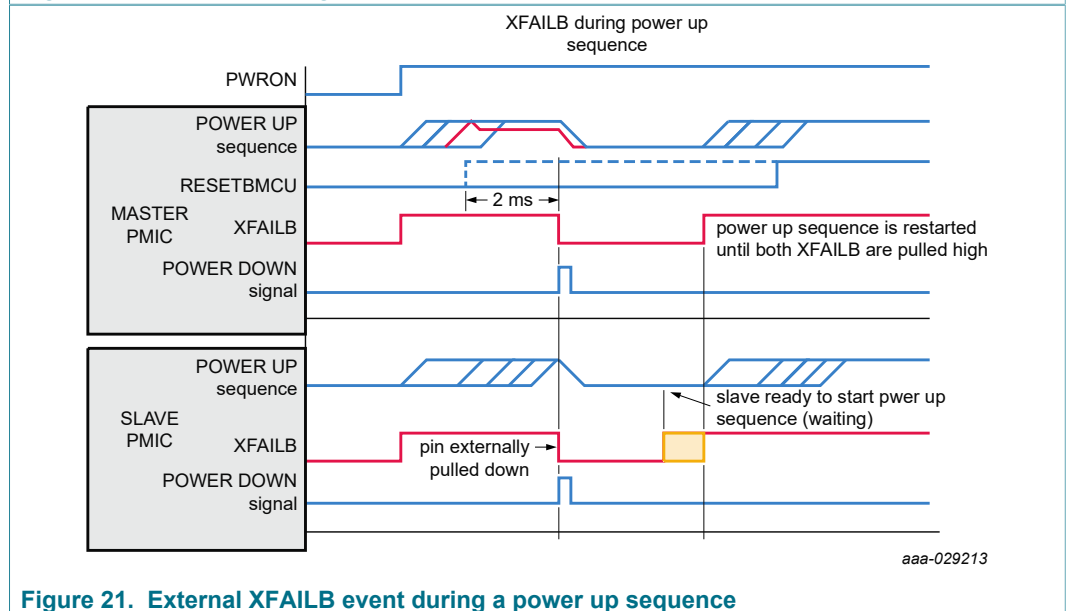 XFAILB during power up
sequence
PWRON
POWER UP
sequence
RESETBMCU
2 ms
MASTER
PMIC
XFAILB
power up sequence is restarted
until both XFAILB are pulled high
POWER DOWN
signal
POWER UP
sequence
slave ready to start pwer up
sequence (waiting)
SLAVE
PMIC
XFAILB
pin externally
pulled down
POWER DOWN
signal
aaa-029213
Figure 21. External XFAILB event during a power up sequence